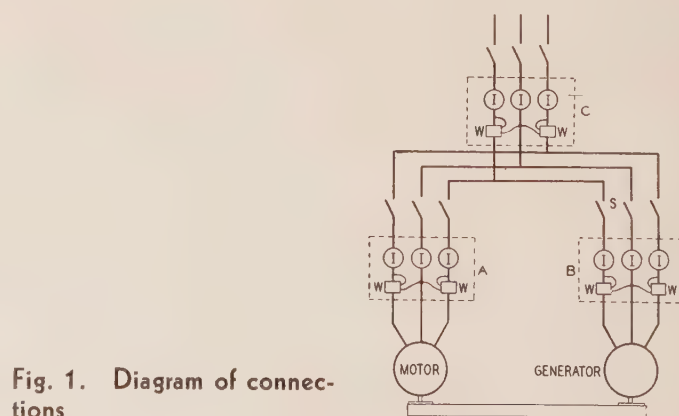 I I I
C
W W
S
I I I
A
I I I
B
W W
W W
MOTOR
GENERATOR
Fig. 1. Diagram of connec-
tions